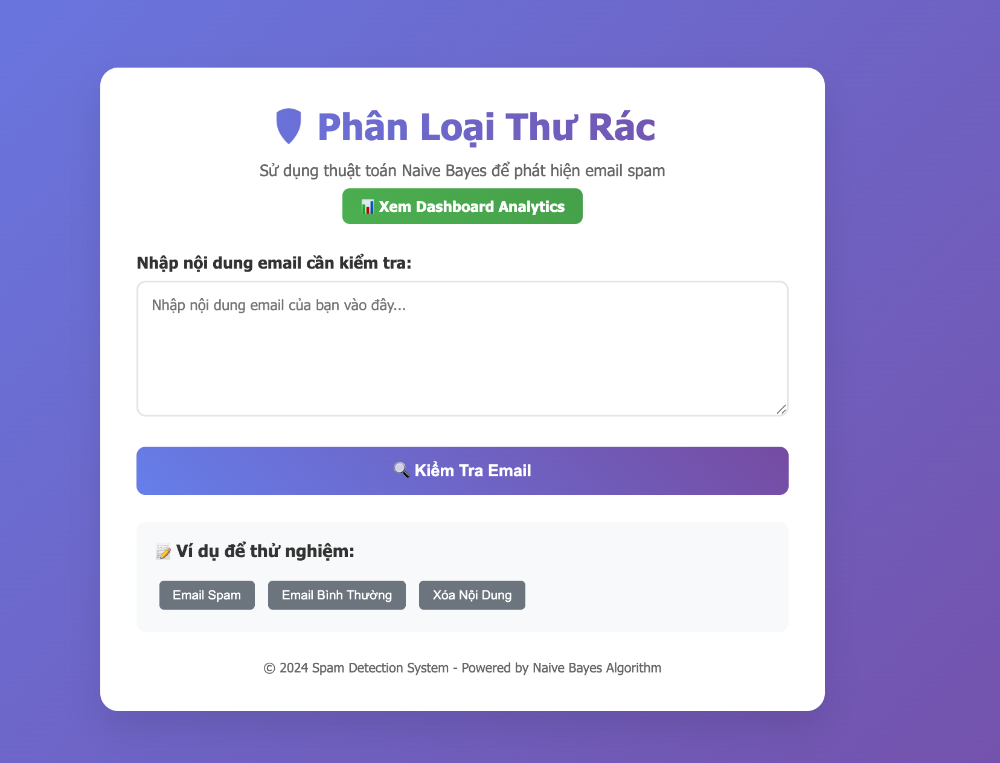 Phân Loại Thư Rác
Sử dụng thuật toán Naive Bayes để phát hiện email spam
📊 Xem Dashboard Analytics
Nhập nội dung email cần kiểm tra:
Nhập nội dung email của bạn vào đây...
🔍 Kiểm Tra Email
📝 Ví dụ để thử nghiệm:
Email Spam
Email Bình Thường
Xóa Nội Dung
© 2024 Spam Detection System - Powered by Naive Bayes Algorithm